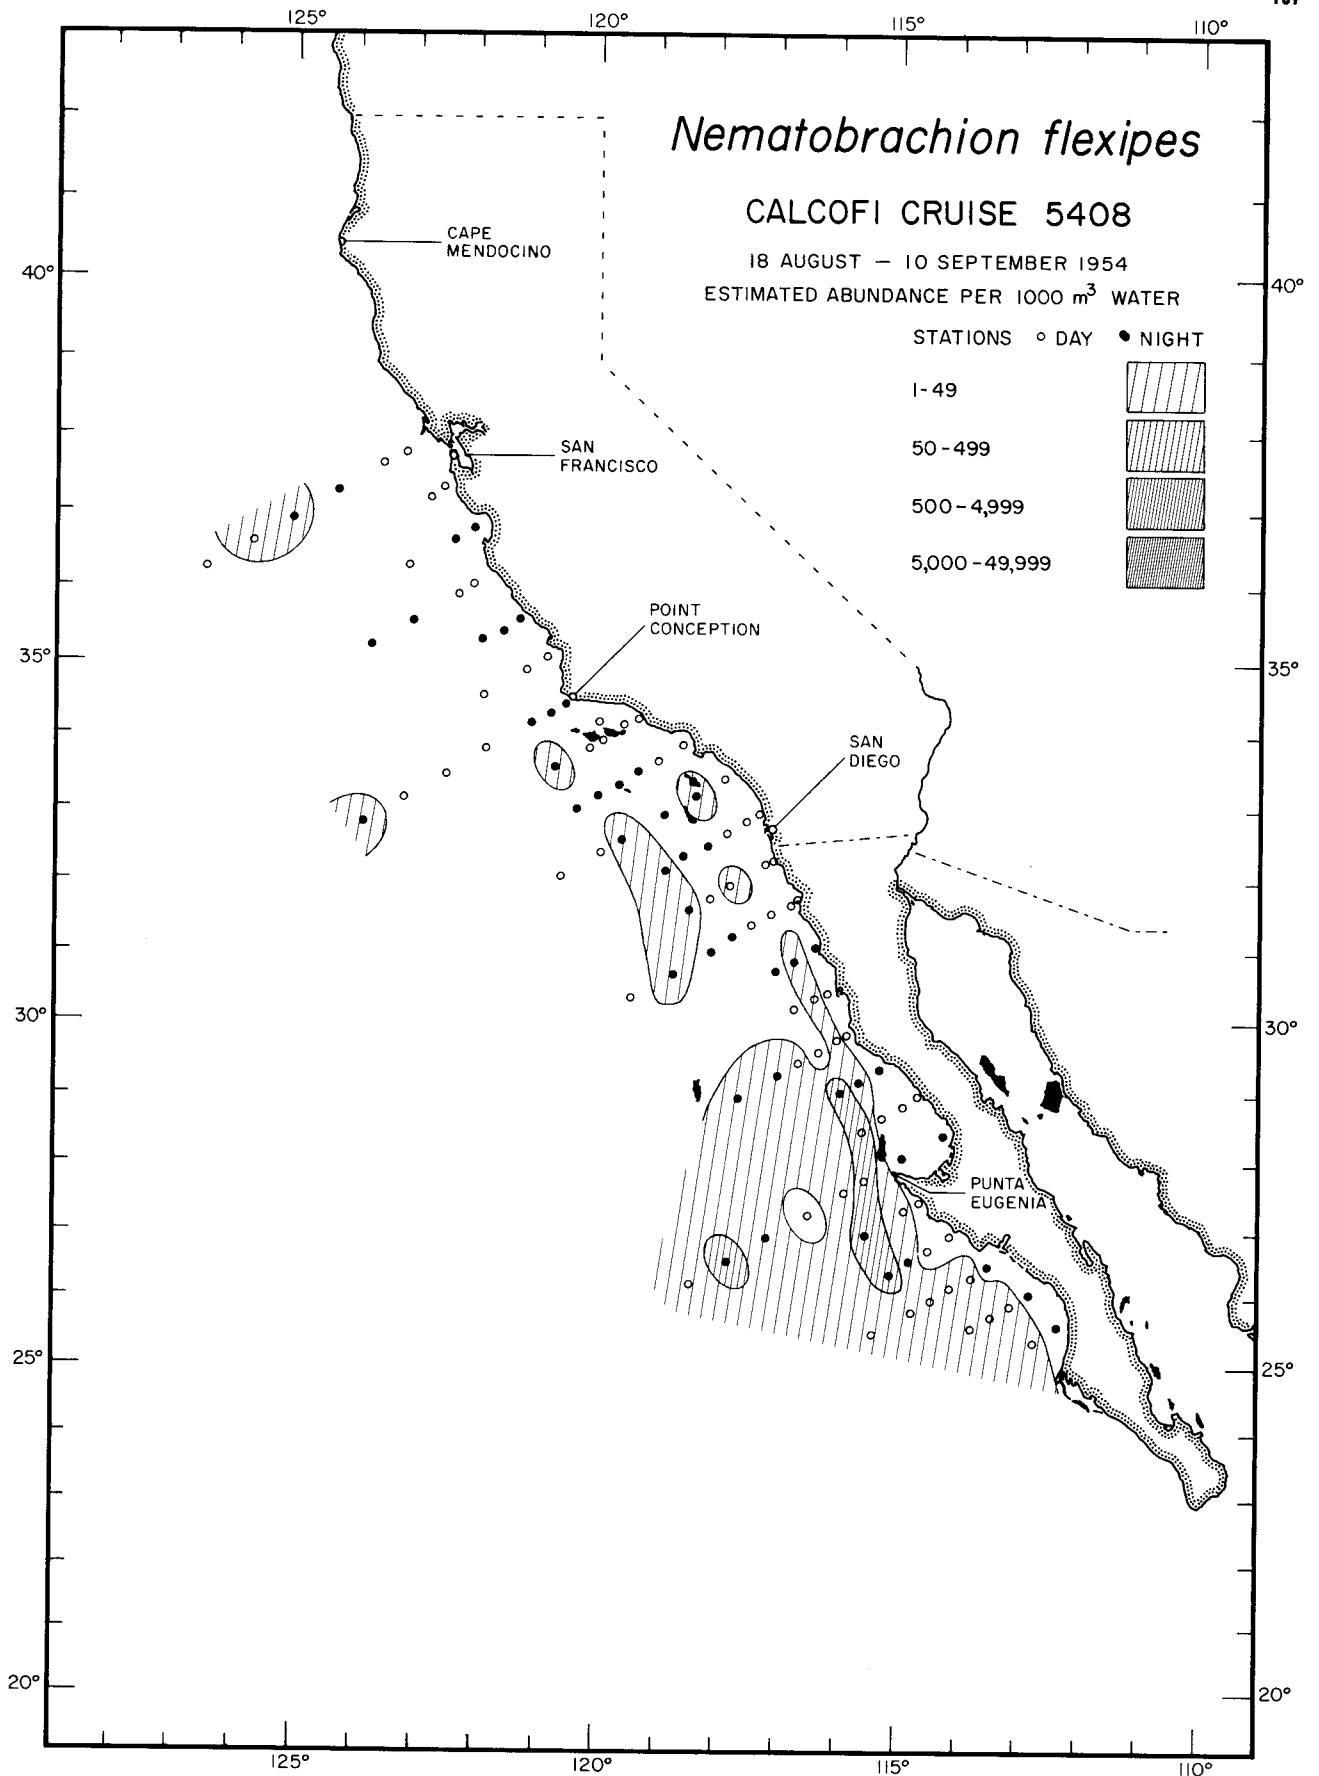 125° 120° 115° 110°
Nematobrachion flexipes
CALCOFI CRUISE 5408
18 AUGUST – 10 SEPTEMBER 1954
ESTIMATED ABUNDANCE PER 1000 m³ WATER
STATIONS ○ DAY ● NIGHT
1-49
50-499
500-4,999
5,000-49,999
CAPE
MENDOCINO
40° 40°
SAN
FRANCISCO
POINT
CONCEPTION
35° 35°
SAN
DIEGO
30° 30°
PUNTA
EUGENIA
25° 25°
20° 20°
125° 120° 115° 110°